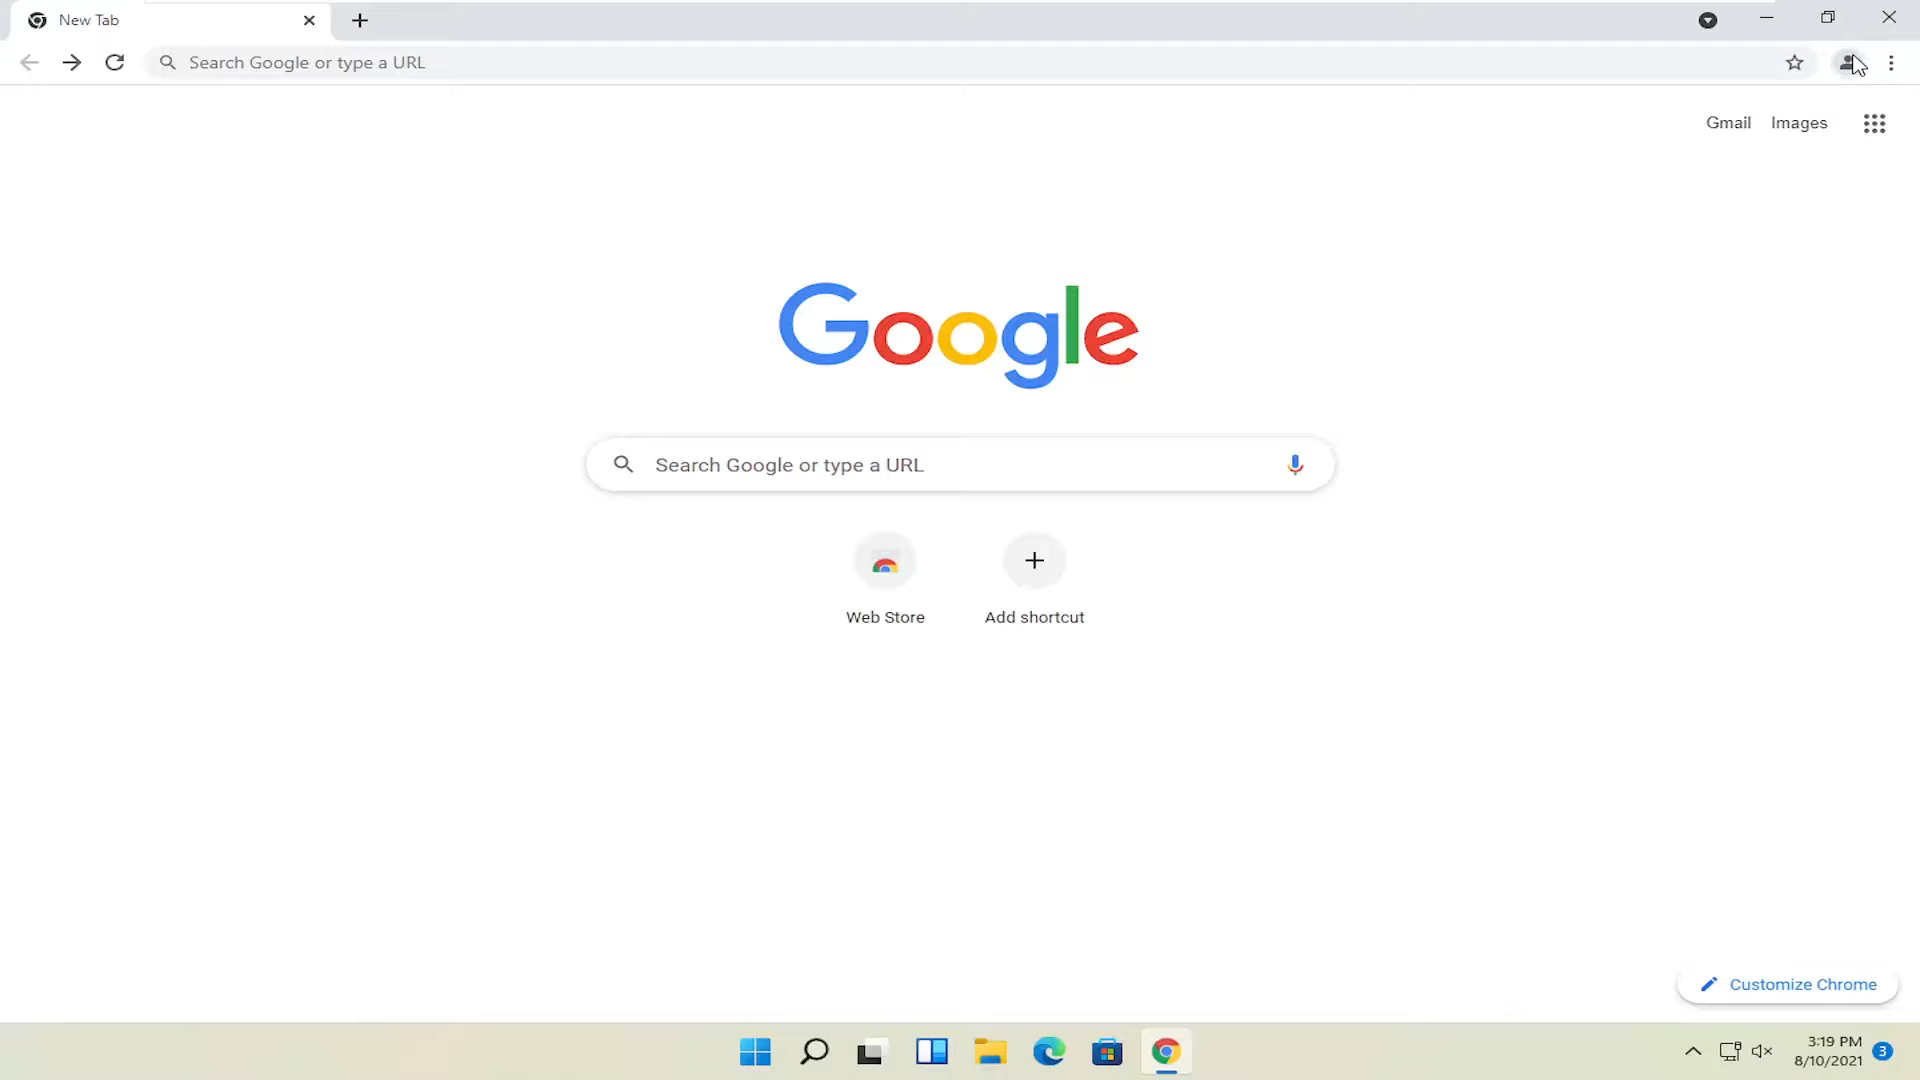 New Tab
Search Google or type a URL
Gmail Images
Google
Search Google or type a URL
Web Store Add shortcut
Customize Chrome
3:19 PM
8/10/2021 3